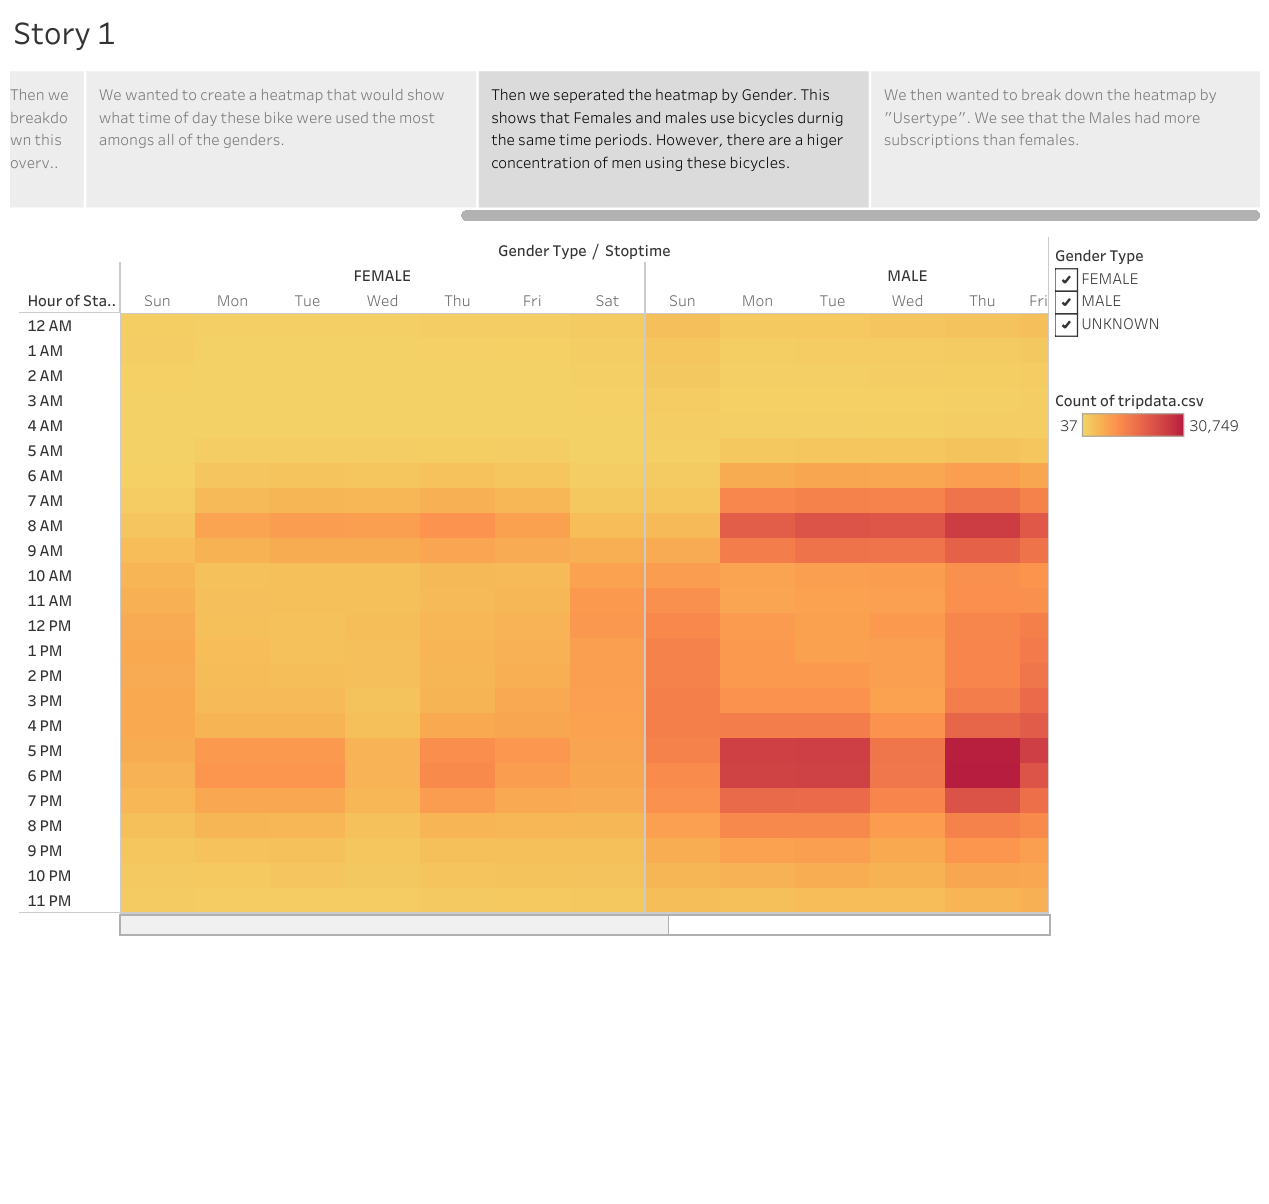 Story 1
Then we
breakdo
wn this
overv..
We wanted to create a heatmap that would show
what time of day these bike were used the most
amongs all of the genders.
Then we seperated the heatmap by Gender. This
shows that Females and males use bicycles durnig
the same time periods. However, there are a higer
concentration of men using these bicycles.
We then wanted to break down the heatmap by
"Usertype". We see that the Males had more
subscriptions than females.
Gender Type / Stoptime
FEMALE MALE
Hour of Sta.. Sun Mon Tue Wed Thu Fri Sat Sun Mon Tue Wed Thu Fri
12 AM
1 AM
2 AM
3 AM
4 AM
5 AM
6 AM
7 AM
8 AM
9 AM
10 AM
11 AM
12 PM
1 PM
2 PM
3 PM
4 PM
5 PM
6 PM
7 PM
8 PM
9 PM
10 PM
11 PM
Gender Type
FEMALE
MALE
UNKNOWN
Count of tripdata.csv
37 30,749